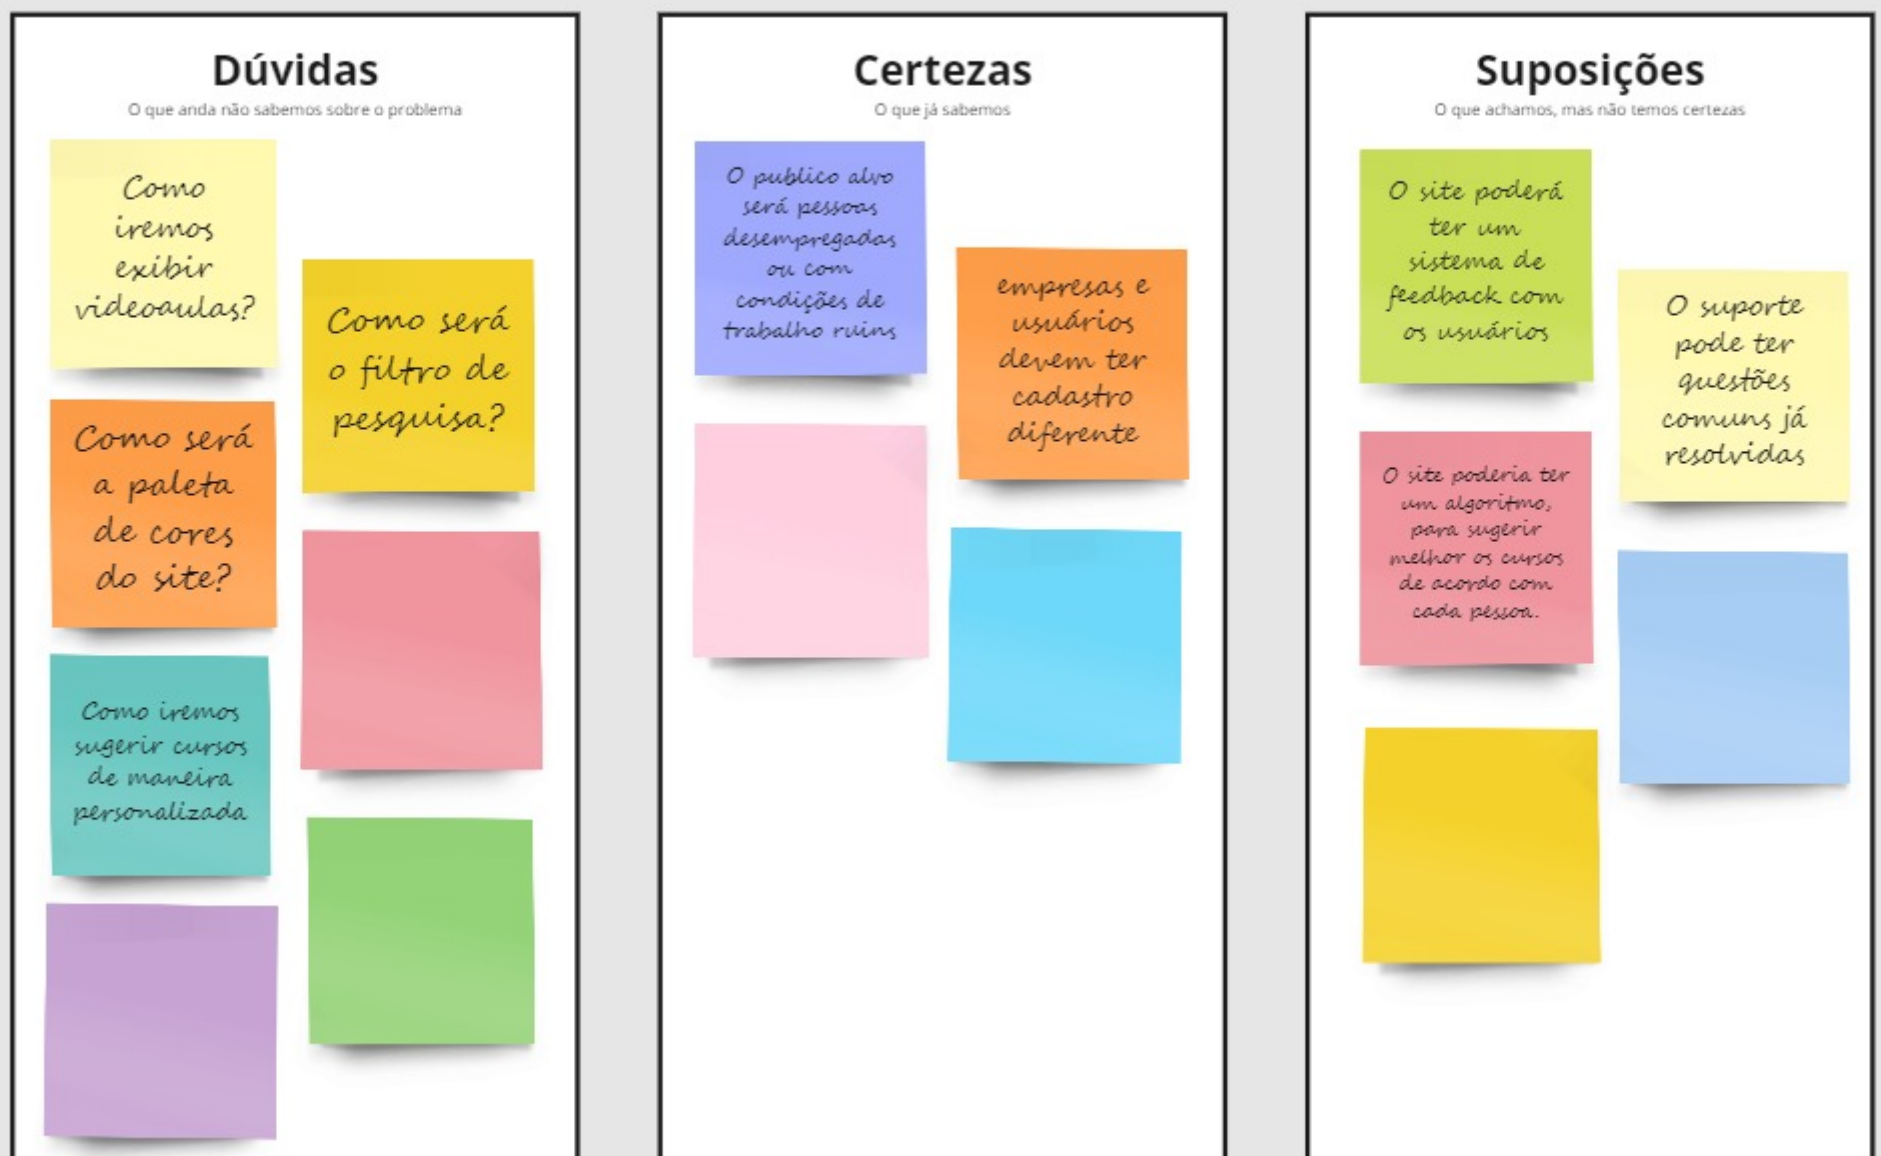 Dúvidas
O que anda não sabemos sobre o problema
Como
iremos
exibir
videoaulas?
Como será
o filtro de
pesquisa?
Como será
a paleta
de cores
do site?
Como iremos
sugerir cursos
de maneira
personalizada
Certezas
O que já sabemos
O publico alvo
será pessoas
desempregadas
ou com
condições de
trabalho ruins
empresas e
usuários
devem ter
cadastro
diferente
Suposições
O que achamos, mas não temos certezas
O site poderá
ter um
sistema de
feedback com
os usuários
O suporte
pode ter
questões
comuns já
resolvidas
O site poderia ter
um algoritmo,
para sugerir
melhor os cursos
de acordo com
cada pessoa.